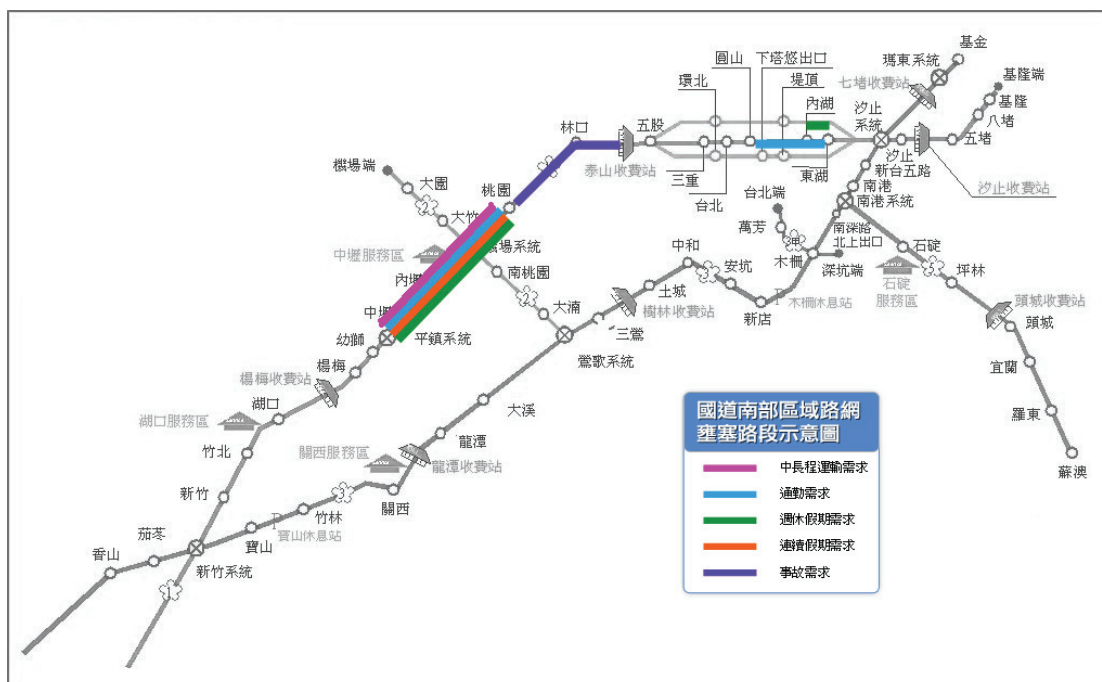 基金
瑪東系統
七堵收費站
基隆端
基隆
八堵
五堵
汐止
系統
汐止
新台五路
汐止收費站
圓山
下塔悠出口
環北
堤頂
內湖
東湖
五股
三重
台北
林口
泰山收費站
機場端
大園
2
大竹
桃園
1
機場系統
中壢服務區
內壢
南桃園
2
中壢
大湳
幼獅
平鎮系統
鶯歌系統
楊梅
楊梅收費站
湖口
湖口服務區
竹北
新竹
茄苳
香山
新竹系統
1
寶山
P
寶山休息站
竹林
3
關西
關西服務區
龍潭收費站
龍潭
大溪
三鶯
樹林收費站
土城
中和
3
安坑
新店
P
木柵休息站
台北端
萬芳
木柵
深坑端
南深路
北上出口
南港
南港系統
石碇
石碇
服務區
5
坪林
頭城收費站
頭城
宜蘭
羅東
蘇澳
國道南部區域路網
壅塞路段示意圖
中長程運輸需求
通勤需求
週休假期需求
連續假期需求
事故需求